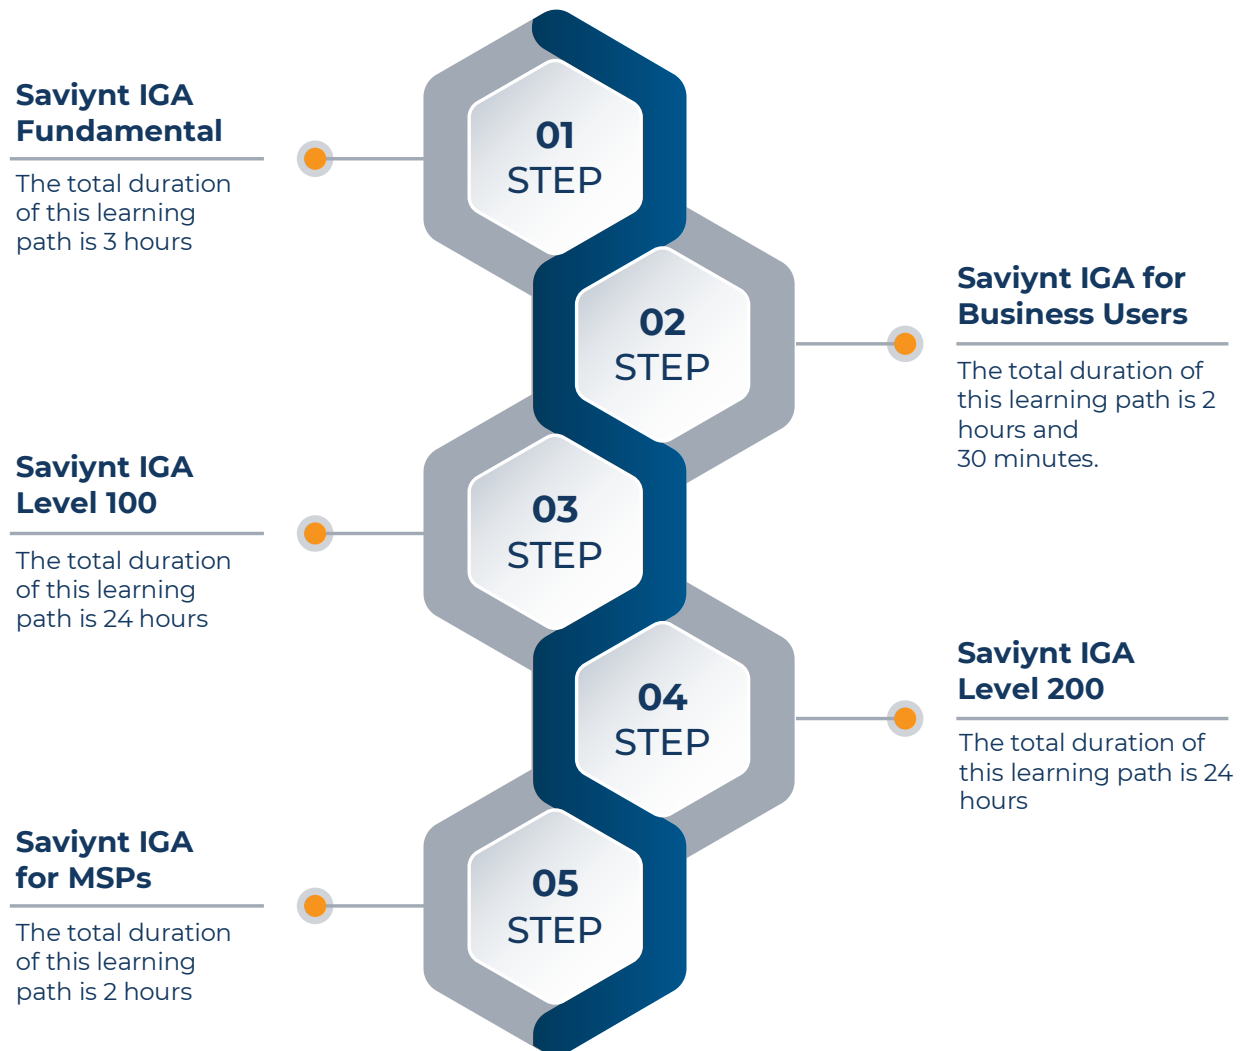 Saviynt IGA
Fundamental
The total duration
of this learning
path is 3 hours
01
STEP
Saviynt IGA for
Business Users
The total duration of
this learning path is 2
hours and
30 minutes.
02
STEP
Saviynt IGA
Level 100
The total duration
of this learning
path is 24 hours
03
STEP
Saviynt IGA
Level 200
The total duration of
this learning path is 24
hours
04
STEP
Saviynt IGA
for MSPs
The total duration
of this learning
path is 2 hours
05
STEP